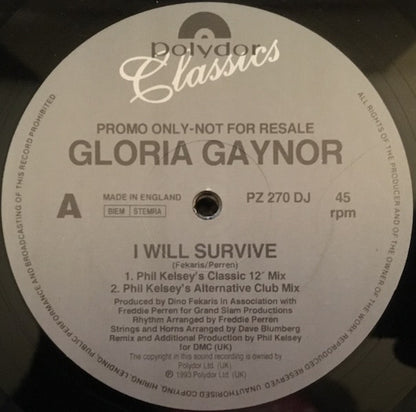 Polydor
Classics
PROMO ONLY-NOT FOR RESALE
GLORIA GAYNOR
A
MADE IN ENGLAND
BIEM STEMRA
PZ 270 DJ
45
rpm
I WILL SURVIVE
(Fekaris/Perren)
1. Phil Kelsey's Classic 12″ Mix
2. Phil Kelsey's Alternative Club Mix
Produced by Dino Fekaris in Association with
Freddie Perren for Grand Slam Productions
Rhythm Arranged by Freddie Perren
Strings and Horns Arranged by Dave Blumberg
Remix and Additional Production by Phil Kelsey
for DMC (UK)
The copyright in this sound recording is owned by
Polydor Ltd. (UK)
℗ 1993 Polydor Ltd. (UK)
ALL RIGHTS OF THE PRODUCER AND OF THE OWNER OF THE WORK REPRODUCED RESERVED UNAUTHORISED COPYING, HIRING, LENDING, PUBLIC PERFORMANCE AND BROADCASTING OF THIS RECORD PROHIBITED